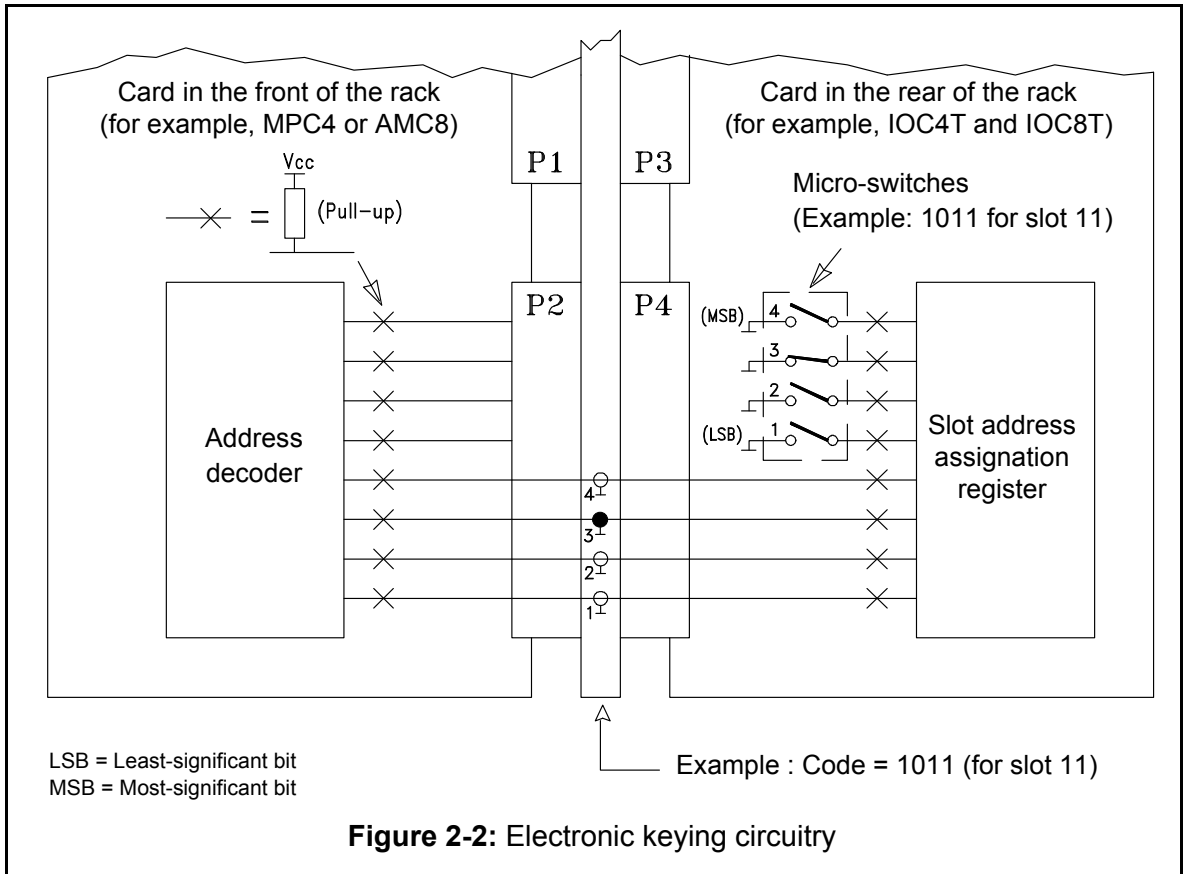 Card in the front of the rack
(for example, MPC4 or AMC8)
Card in the rear of the rack
(for example, IOC4T and IOC8T)
Vcc
= (Pull-up)
P1
P3
Micro-switches
(Example: 1011 for slot 11)
P2
P4
(MSB) 4
3
2
(LSB) 1
Address
decoder
Slot address
assignation
register
4
3
2
1
LSB = Least-significant bit
MSB = Most-significant bit
Example : Code = 1011 (for slot 11)
Figure 2-2: Electronic keying circuitry